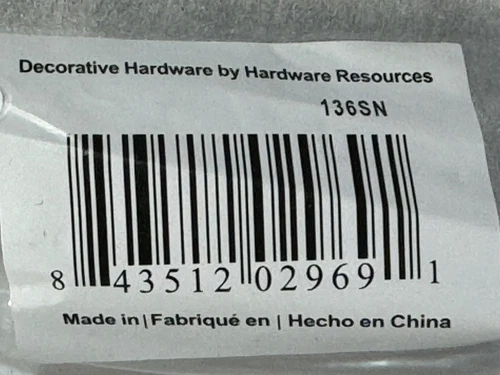 Decorative Hardware by Hardware Resources
136SN
8 43512 02969 1
Made in | Fabriqué en | Hecho en China